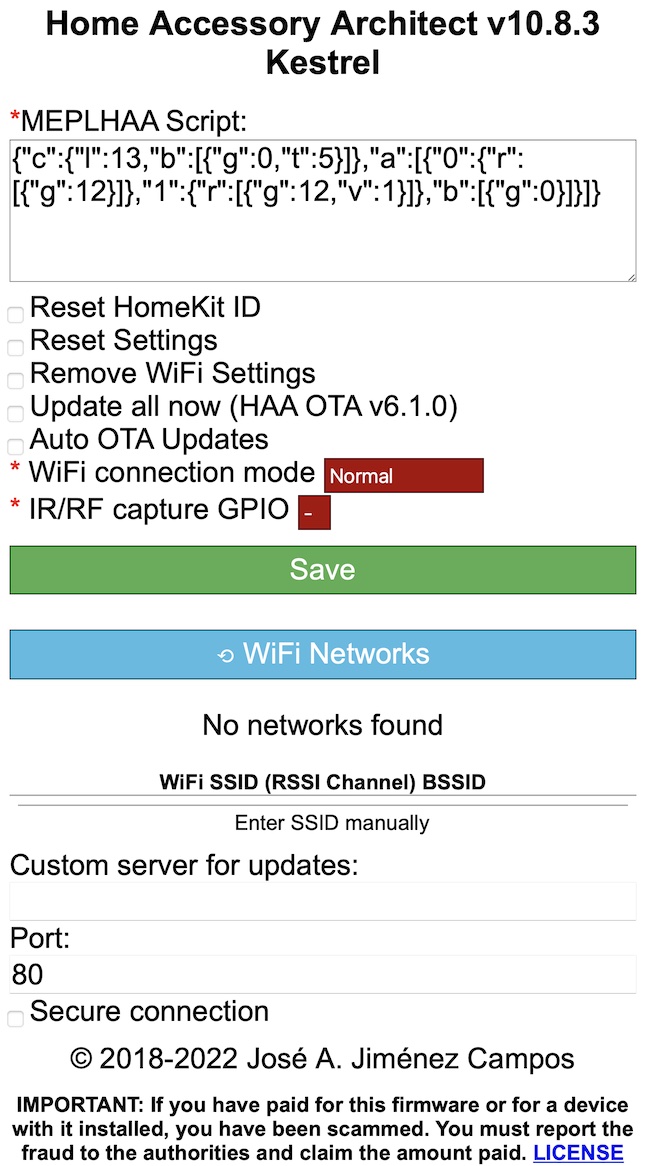 Home Accessory Architect v10.8.3
Kestrel
*MEPLHAA Script:
{"c":{"l":13,"b":[{"g":0,"t":5}]},"a":[{"0":{"r":
[{"g":12}]},"1":{"r":[{"g":12,"v":1}]},"b":[{"g":0}]}]}
Reset HomeKit ID
Reset Settings
Remove WiFi Settings
Update all now (HAA OTA v6.1.0)
Auto OTA Updates
* WiFi connection mode Normal
* IR/RF capture GPIO -
Save
⟲ WiFi Networks
No networks found
WiFi SSID (RSSI Channel) BSSID
Enter SSID manually
Custom server for updates:
Port:
80
Secure connection
© 2018-2022 José A. Jiménez Campos
IMPORTANT: If you have paid for this firmware or for a device
with it installed, you have been scammed. You must report the
fraud to the authorities and claim the amount paid. LICENSE